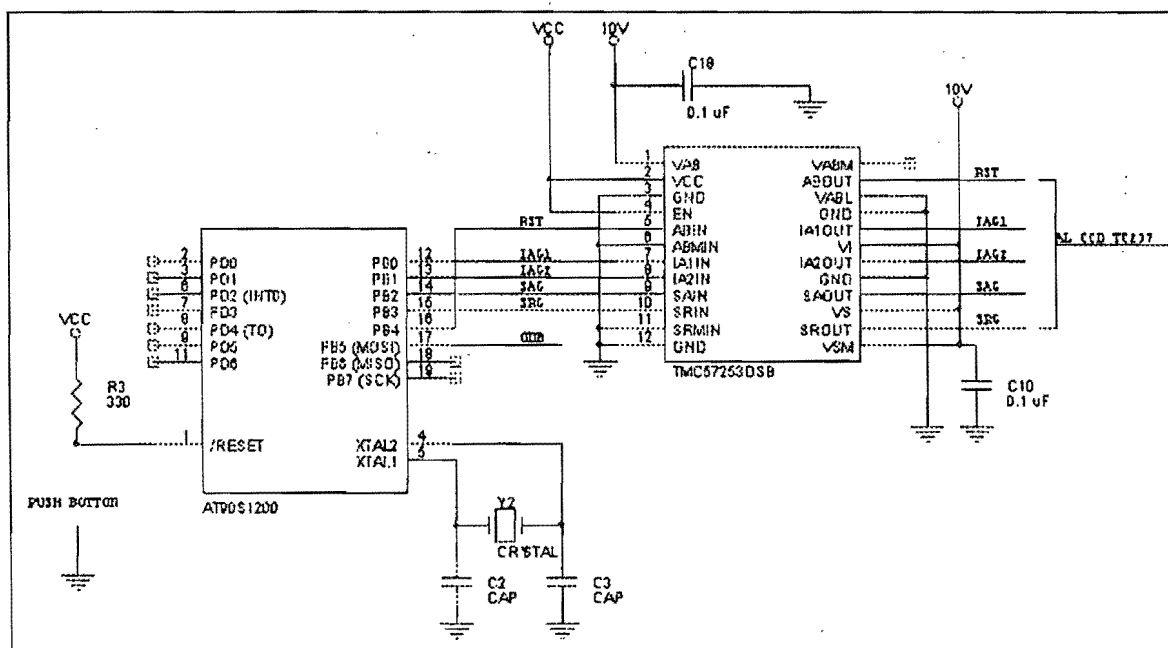 VCC
10V
C18
0.1 uF
10V
1 VAB
2 VCC
3 GND
4 EN
5 ABIN
6 ABMIN
7 IA1IN
8 IA2IN
9 SAIN
10 SRIN
11 SRMIN
12 GND
VABM
ABOUT
VABL
GND
IA1OUT
VI
IA2OUT
GND
SAOUT
VS
SROUT
VSM
TMC57253DSB
RST
IAG1
IAG2
SAG
SRG
AL CCD TC237
C10
0.1 uF
RST
IAG1
IAG2
SAG
SRG
ODB
2 PD0
3 PD1
6 PD2 (INT0)
7 PD3
8 PD4 (T0)
9 PD5
11 PD6
1 /RESET
PB0 12
PB1 13
PB2 14
PB3 15
PB4 16
PB5 (MOSI) 17
PB6 (MISO) 18
PB7 (SCK) 19
XTAL2 4
XTAL1 5
AT90S1200
VCC
R3
330
PUSH BOTTON
Y2
CRYSTAL
C2
CAP
C3
CAP